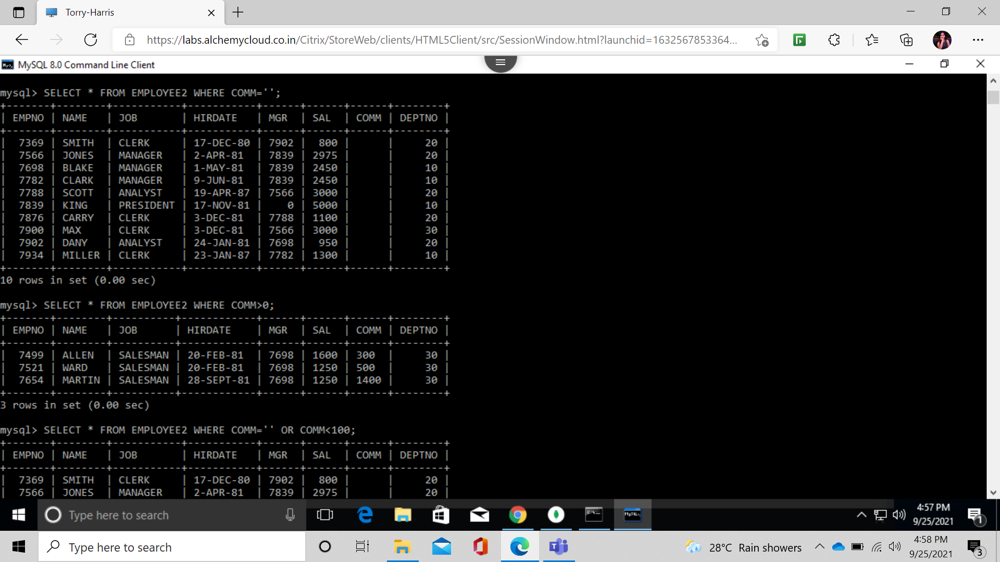 Torry-Harris
https://labs.alchemycloud.co.in/Citrix/StoreWeb/clients/HTML5Client/src/SessionWindow.html?launchid=1632567853364...
MySQL 8.0 Command Line Client
mysql> SELECT * FROM EMPLOYEE2 WHERE COMM='';
+-------+--------+-----------+-----------+------+------+------+--------+
| EMPNO | NAME   | JOB       | HIRDATE   | MGR  | SAL  | COMM | DEPTNO |
+-------+--------+-----------+-----------+------+------+------+--------+
|  7369 | SMITH  | CLERK     | 17-DEC-80 | 7902 |  800 |      |     20 |
|  7566 | JONES  | MANAGER   | 2-APR-81  | 7839 | 2975 |      |     20 |
|  7698 | BLAKE  | MANAGER   | 1-MAY-81  | 7839 | 2450 |      |     10 |
|  7782 | CLARK  | MANAGER   | 9-JUN-81  | 7839 | 2450 |      |     10 |
|  7788 | SCOTT  | ANALYST   | 19-APR-87 | 7566 | 3000 |      |     20 |
|  7839 | KING   | PRESIDENT | 17-NOV-81 |    0 | 5000 |      |     10 |
|  7876 | CARRY  | CLERK     | 3-DEC-81  | 7788 | 1100 |      |     20 |
|  7900 | MAX    | CLERK     | 3-DEC-81  | 7566 | 3000 |      |     30 |
|  7902 | DANY   | ANALYST   | 24-JAN-81 | 7698 |  950 |      |     20 |
|  7934 | MILLER | CLERK     | 23-JAN-87 | 7782 | 1300 |      |     10 |
+-------+--------+-----------+-----------+------+------+------+--------+
10 rows in set (0.00 sec)
mysql> SELECT * FROM EMPLOYEE2 WHERE COMM>0;
+-------+--------+----------+------------+------+------+------+--------+
| EMPNO | NAME   | JOB      | HIRDATE    | MGR  | SAL  | COMM | DEPTNO |
+-------+--------+----------+------------+------+------+------+--------+
|  7499 | ALLEN  | SALESMAN | 20-FEB-81  | 7698 | 1600 | 300  |     30 |
|  7521 | WARD   | SALESMAN | 20-FEB-81  | 7698 | 1250 | 500  |     30 |
|  7654 | MARTIN | SALESMAN | 28-SEPT-81 | 7698 | 1250 | 1400 |     30 |
+-------+--------+----------+------------+------+------+------+--------+
3 rows in set (0.00 sec)
mysql> SELECT * FROM EMPLOYEE2 WHERE COMM='' OR COMM<100;
+-------+--------+-----------+-----------+------+------+------+--------+
| EMPNO | NAME   | JOB       | HIRDATE   | MGR  | SAL  | COMM | DEPTNO |
+-------+--------+-----------+-----------+------+------+------+--------+
|  7369 | SMITH  | CLERK     | 17-DEC-80 | 7902 |  800 |      |     20 |
|  7566 | JONES  | MANAGER   | 2-APR-81  | 7839 | 2975 |      |     20 |
Type here to search
4:57 PM
9/25/2021
1
Type here to search
28°C Rain showers
4:58 PM
9/25/2021
3